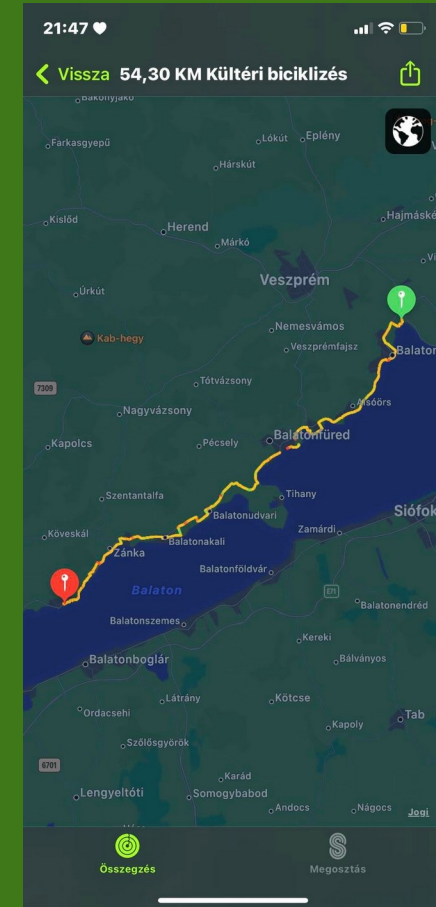 21:47
Vissza 54,30 KM Kültéri biciklizés
Bakonyjákó
Farkasgyepű
Lókút
Eplény
Hárskút
Kislőd
Herend
Hajmáské
Márkó
Veszprém
Úrkút
Nemesvámos
Kab-hegy
Veszprémfajsz
Balaton
7309
Tótvázsony
Alsóörs
Nagyvázsony
Kapolcs
Pécsely
Balatonfüred
Szentantalfa
Tihany
Balatonudvari
Siófok
Köveskál
Balatonakali
Zamárdi
Zánka
Balatonföldvár
Balaton
E71
Balatonendréd
Balatonszemes
Kereki
Balatonboglár
Bálványos
Látrány
Kötcse
Ordacsehi
Tab
Kapoly
Szőlősgyörök
6701
Karád
Lengyeltóti
Somogybabod
Andocs
Nágocs
Jogi
Összegzés
Megosztás